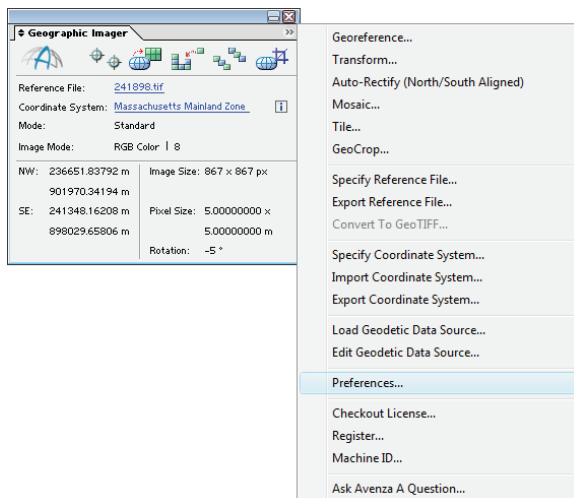 Geographic Imager
Reference File: 241898.tif
Coordinate System: Massachusetts Mainland Zone
Mode: Standard
Image Mode: RGB Color | 8
NW: 236651.83792 m Image Size: 867 x 867 px
901970.34194 m
SE: 241348.16208 m Pixel Size: 5.00000000 x
898029.65806 m 5.00000000 m
Rotation: -5 °
Georeference...
Transform...
Auto-Rectify (North/South Aligned)
Mosaic...
Tile...
GeoCrop...
Specify Reference File...
Export Reference File...
Convert To GeoTIFF...
Specify Coordinate System...
Import Coordinate System...
Export Coordinate System...
Load Geodetic Data Source...
Edit Geodetic Data Source...
Preferences...
Checkout License...
Register...
Machine ID...
Ask Avenza A Question...